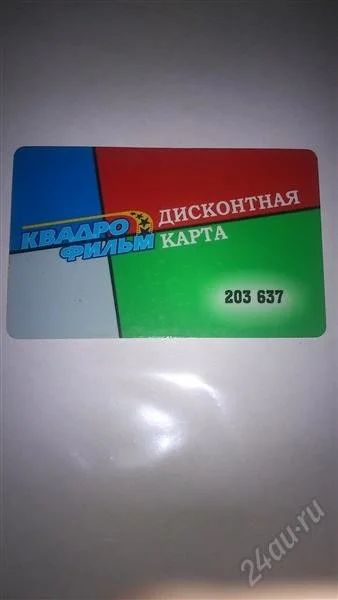 КВАДРО
ФИЛЬМ
ДИСКОНТНАЯ
КАРТА
203 637
24au.ru